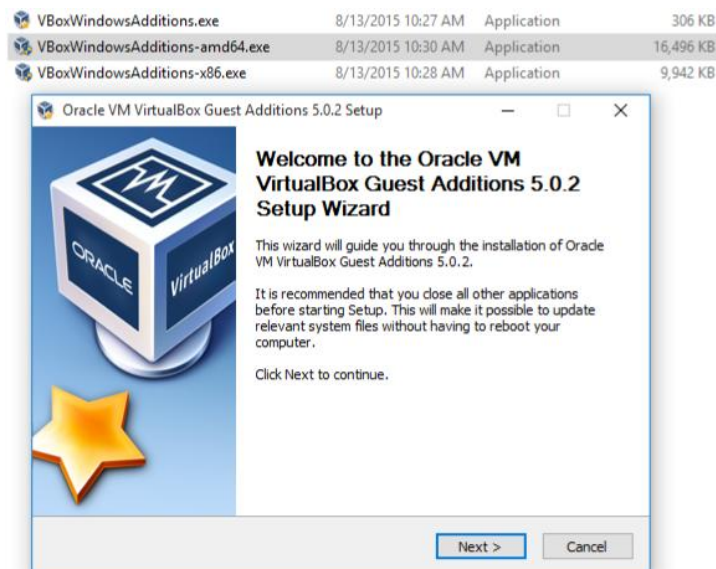 VBoxWindowsAdditions.exe 8/13/2015 10:27 AM Application 306 KB
VBoxWindowsAdditions-amd64.exe 8/13/2015 10:30 AM Application 16,496 KB
VBoxWindowsAdditions-x86.exe 8/13/2015 10:28 AM Application 9,942 KB
Oracle VM VirtualBox Guest Additions 5.0.2 Setup
ORACLE
VirtualBox
Welcome to the Oracle VM
VirtualBox Guest Additions 5.0.2
Setup Wizard
This wizard will guide you through the installation of Oracle
VM VirtualBox Guest Additions 5.0.2.
It is recommended that you close all other applications
before starting Setup. This will make it possible to update
relevant system files without having to reboot your
computer.
Click Next to continue.
Next > Cancel